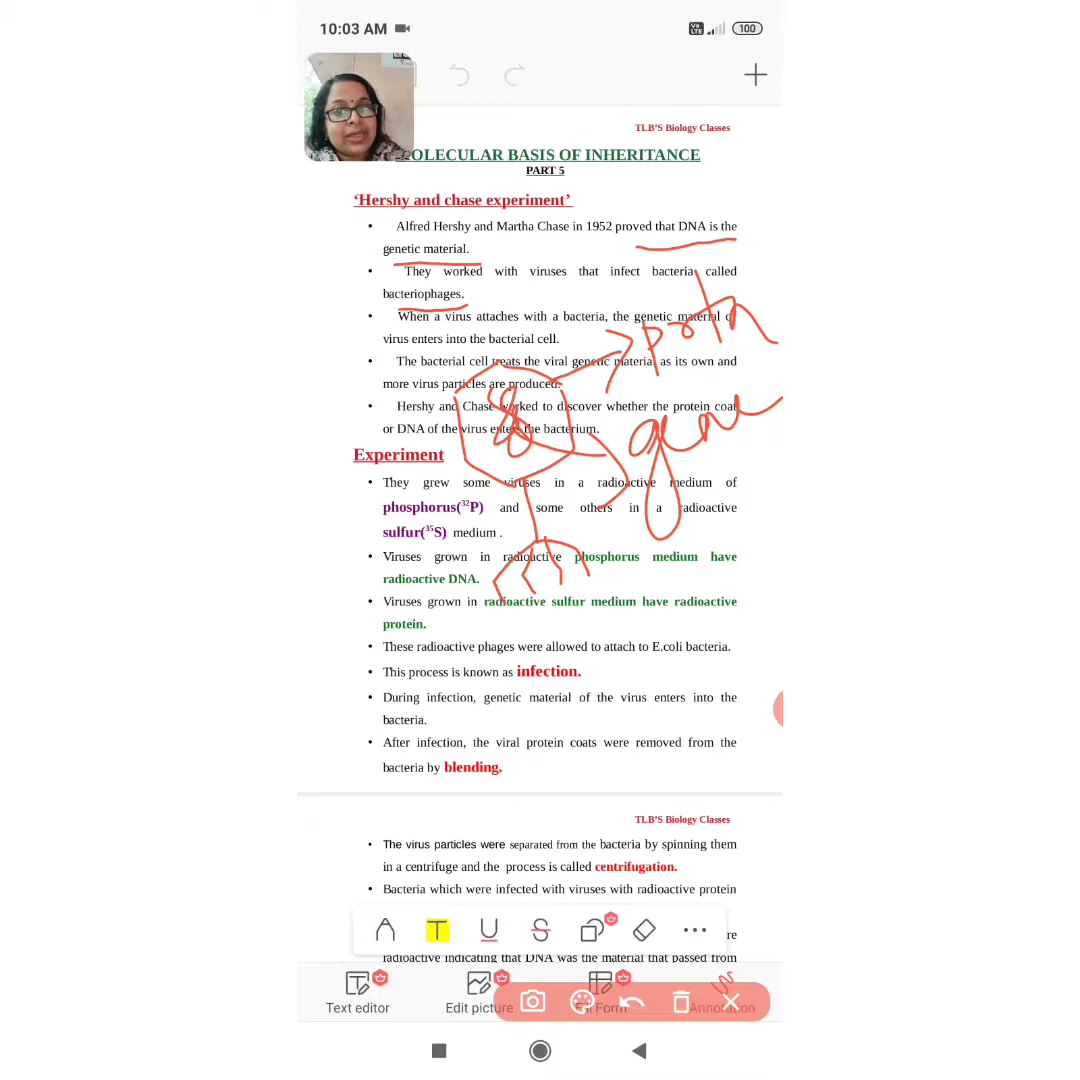 10:03 AM
Vo LTE
100
TLB'S Biology Classes
OLECULAR BASIS OF INHERITANCE
PART 5
‘Hershy and chase experiment’
• Alfred Hershy and Martha Chase in 1952 proved that DNA is the
genetic material.
• They worked with viruses that infect bacteria called
bacteriophages.
• When a virus attaches with a bacteria, the genetic material of
virus enters into the bacterial cell.
• The bacterial cell treats the viral genetic material as its own and
more virus particles are produced.
• Hershy and Chase worked to discover whether the protein coat
or DNA of the virus enters the bacterium.
Experiment
• They grew some viruses in a radioactive medium of
phosphorus(³²P) and some others in a radioactive
sulfur(³⁵S) medium .
• Viruses grown in radioactive phosphorus medium have
radioactive DNA.
• Viruses grown in radioactive sulfur medium have radioactive
protein.
• These radioactive phages were allowed to attach to E.coli bacteria.
• This process is known as infection.
• During infection, genetic material of the virus enters into the
bacteria.
• After infection, the viral protein coats were removed from the
bacteria by blending.
TLB'S Biology Classes
• The virus particles were separated from the bacteria by spinning them
in a centrifuge and the process is called centrifugation.
• Bacteria which were infected with viruses with radioactive protein
re
radioactive indicating that DNA was the material that passed from
T U S
Text editor
Edit picture
Fill Form
Annotation